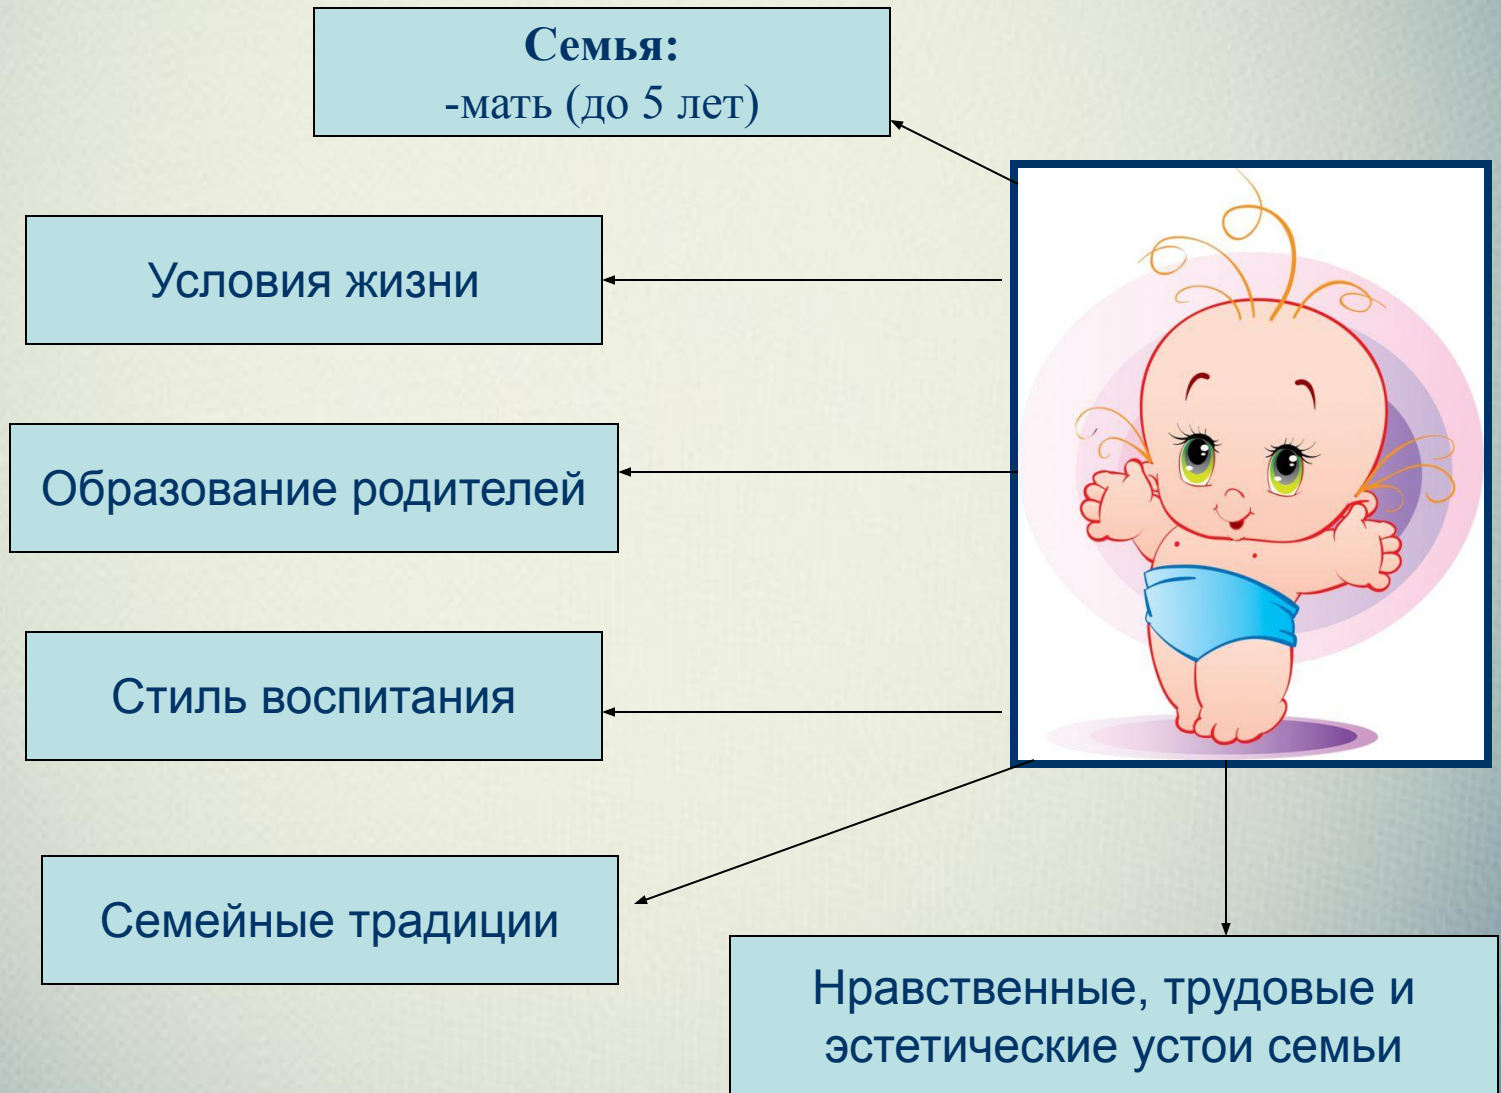 Семья:
-мать (до 5 лет)
Условия жизни
Образование родителей
Стиль воспитания
Семейные традиции
Нравственные, трудовые и
эстетические устои семьи